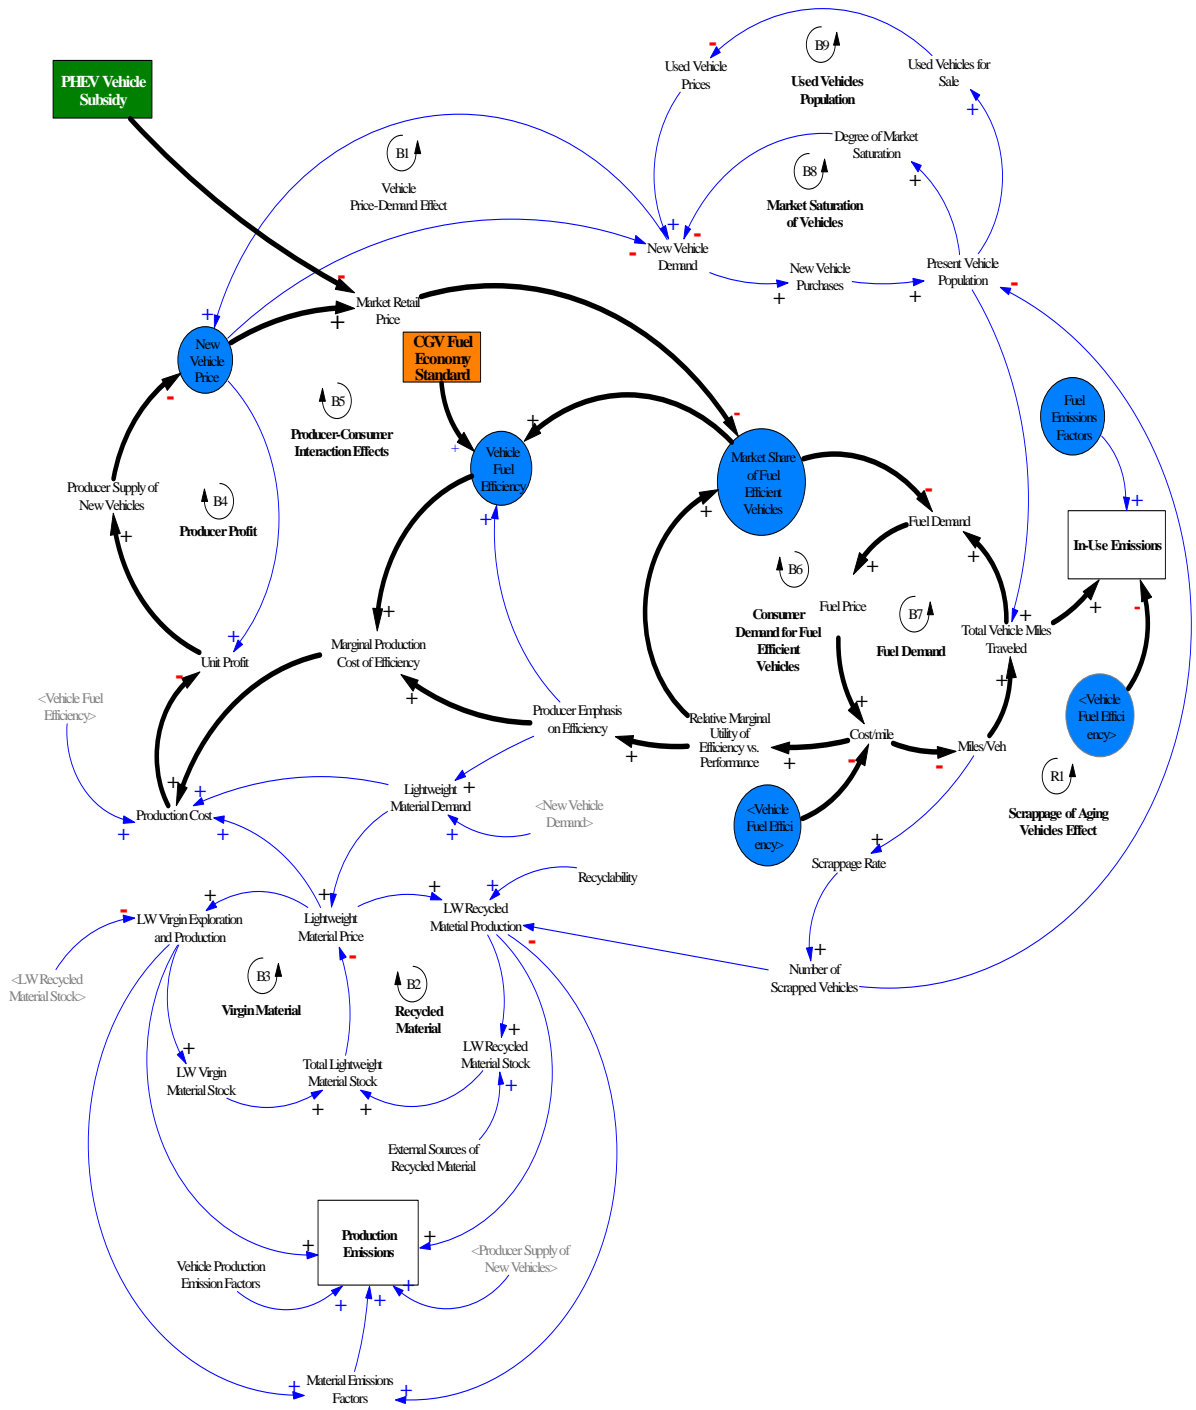 Used Vehicle
Prices
B9
Used Vehicles
Population
Used Vehicles for
Sale
PHEV Vehicle
Subsidy
B1
Vehicle
Price-Demand Effect
Degree of Market
Saturation
B8
Market Saturation
of Vehicles
New Vehicle
Demand
New Vehicle
Purchases
Present Vehicle
Population
Market Retail
Price
New
Vehicle
Price
CGV Fuel
Economy
Standard
B5
Producer-Consumer
Interaction Effects
Fuel
Emissions
Factors
Vehicle
Fuel
Efficiency
Market Share
of Fuel
Efficient
Vehicles
Producer Supply of
New Vehicles
B4
Producer Profit
Fuel Demand
In-Use Emissions
B6
Consumer
Demand for Fuel
Efficient
Vehicles
Fuel Price
B7
Fuel Demand
Total Vehicle Miles
Traveled
Unit Profit
Marginal Production
Cost of Efficiency
<Vehicle Fuel
Efficiency>
Producer Emphasis
on Efficiency
Relative Marginal
Utility of
Efficiency vs.
Performance
Cost/mile
Miles/Veh
<Vehicle
Fuel Effici
ency>
R1
Scrappage of Aging
Vehicles Effect
Production Cost
Lightweight
Material Demand
<New Vehicle
Demand>
<Vehicle
Fuel Effici
ency>
Scrappage Rate
Recyclability
LW Virgin Exploration
and Production
Lightweight
Material Price
LW Recycled
Matetial Production
<LW Recycled
Material Stock>
B3
Virgin Material
B2
Recycled
Material
Number of
Scrapped Vehicles
LW Virgin
Material Stock
Total Lightweight
Material Stock
LW Recycled
Material Stock
External Sources of
Recycled Material
Production
Emissions
Vehicle Production
Emission Factors
<Producer Supply of
New Vehicles>
Material Emissions
Factors